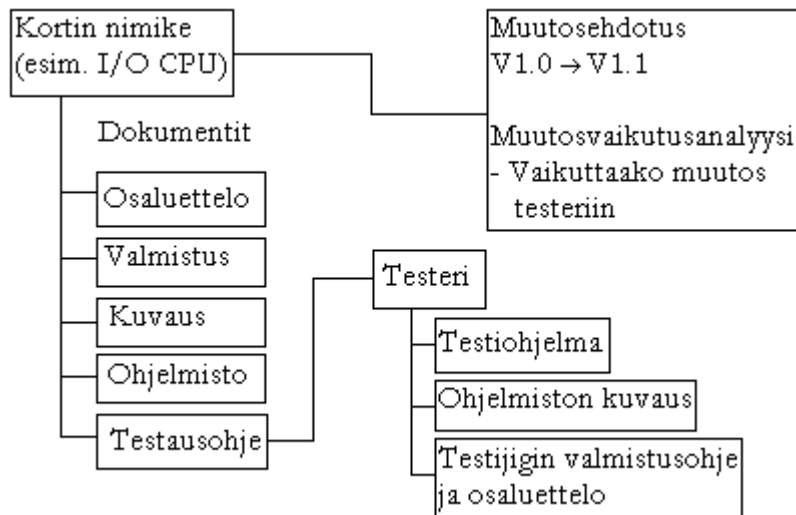 Kortin nimike
(esim. I/O CPU)
Dokumentit
Osaluettelo
Valmistus
Kuvaus
Ohjelmisto
Testausohje
Muutosehdotus
V1.0 → V1.1
Muutosvaikutusanalyysi
- Vaikuttaako muutos
testeriin
Testeri
Testiohjelma
Ohjelmiston kuvaus
Testijigin valmistusohje
ja osaluettelo